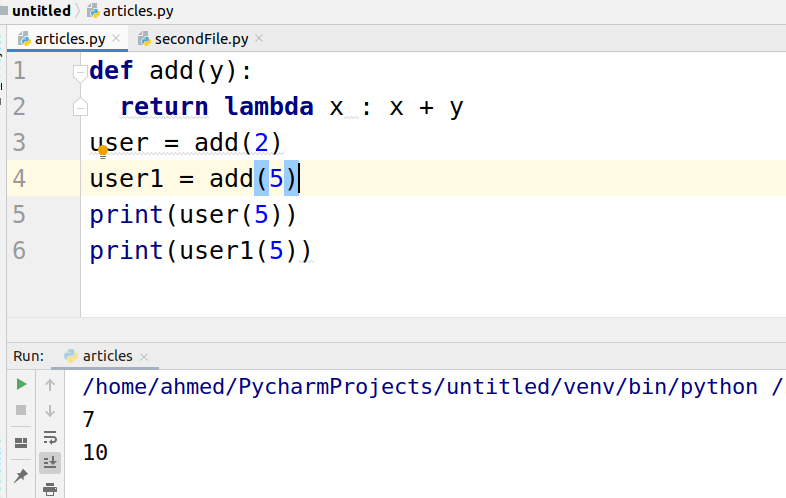 untitled articles.py
articles.py secondFile.py
1 def add(y):
2 return lambda x : x + y
3 user = add(2)
4 user1 = add(5)
5 print(user(5))
6 print(user1(5))
Run: articles
/home/ahmed/PycharmProjects/untitled/venv/bin/python /
7
10